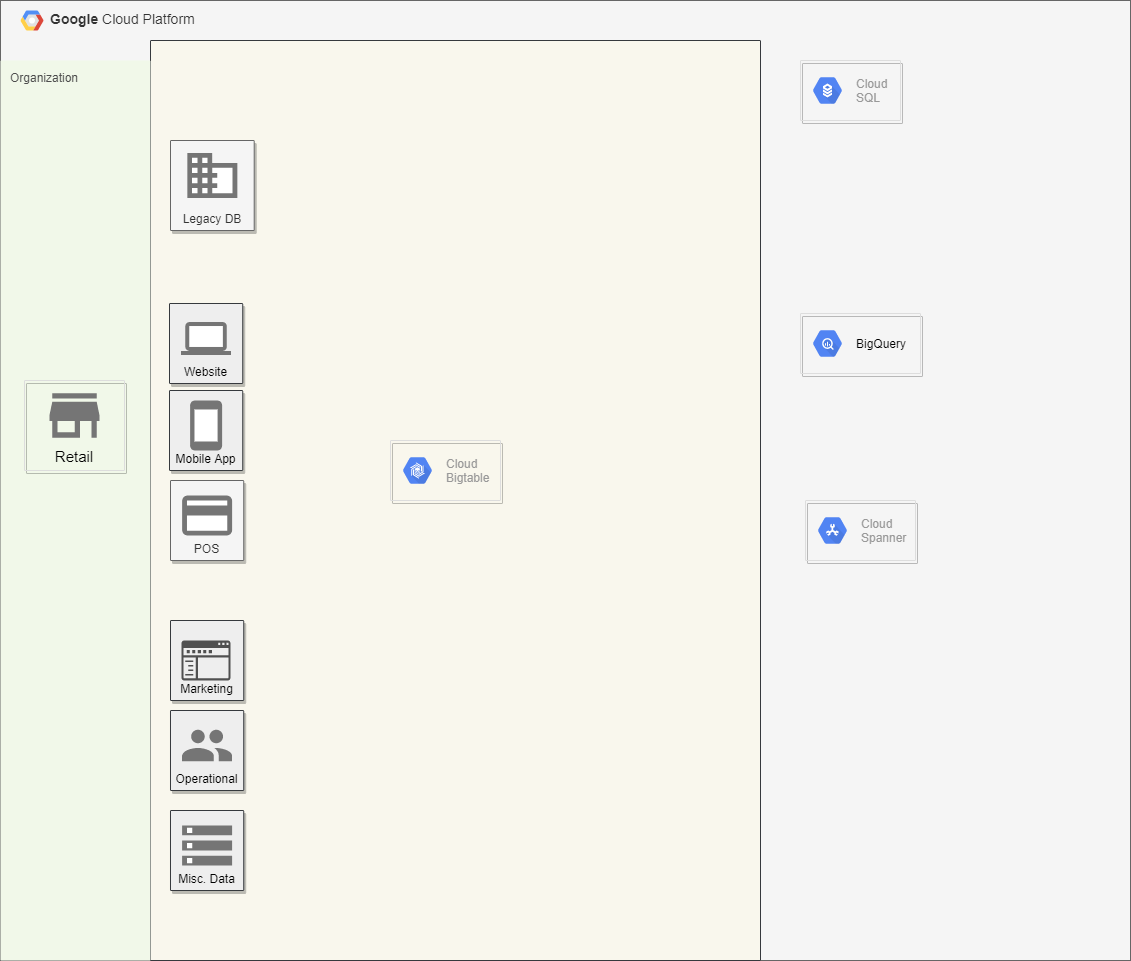 Google Cloud Platform
Organization
Cloud
SQL
Legacy DB
Website
BigQuery
Mobile App
Retail
Cloud
Bigtable
POS
Cloud
Spanner
Marketing
Operational
Misc. Data